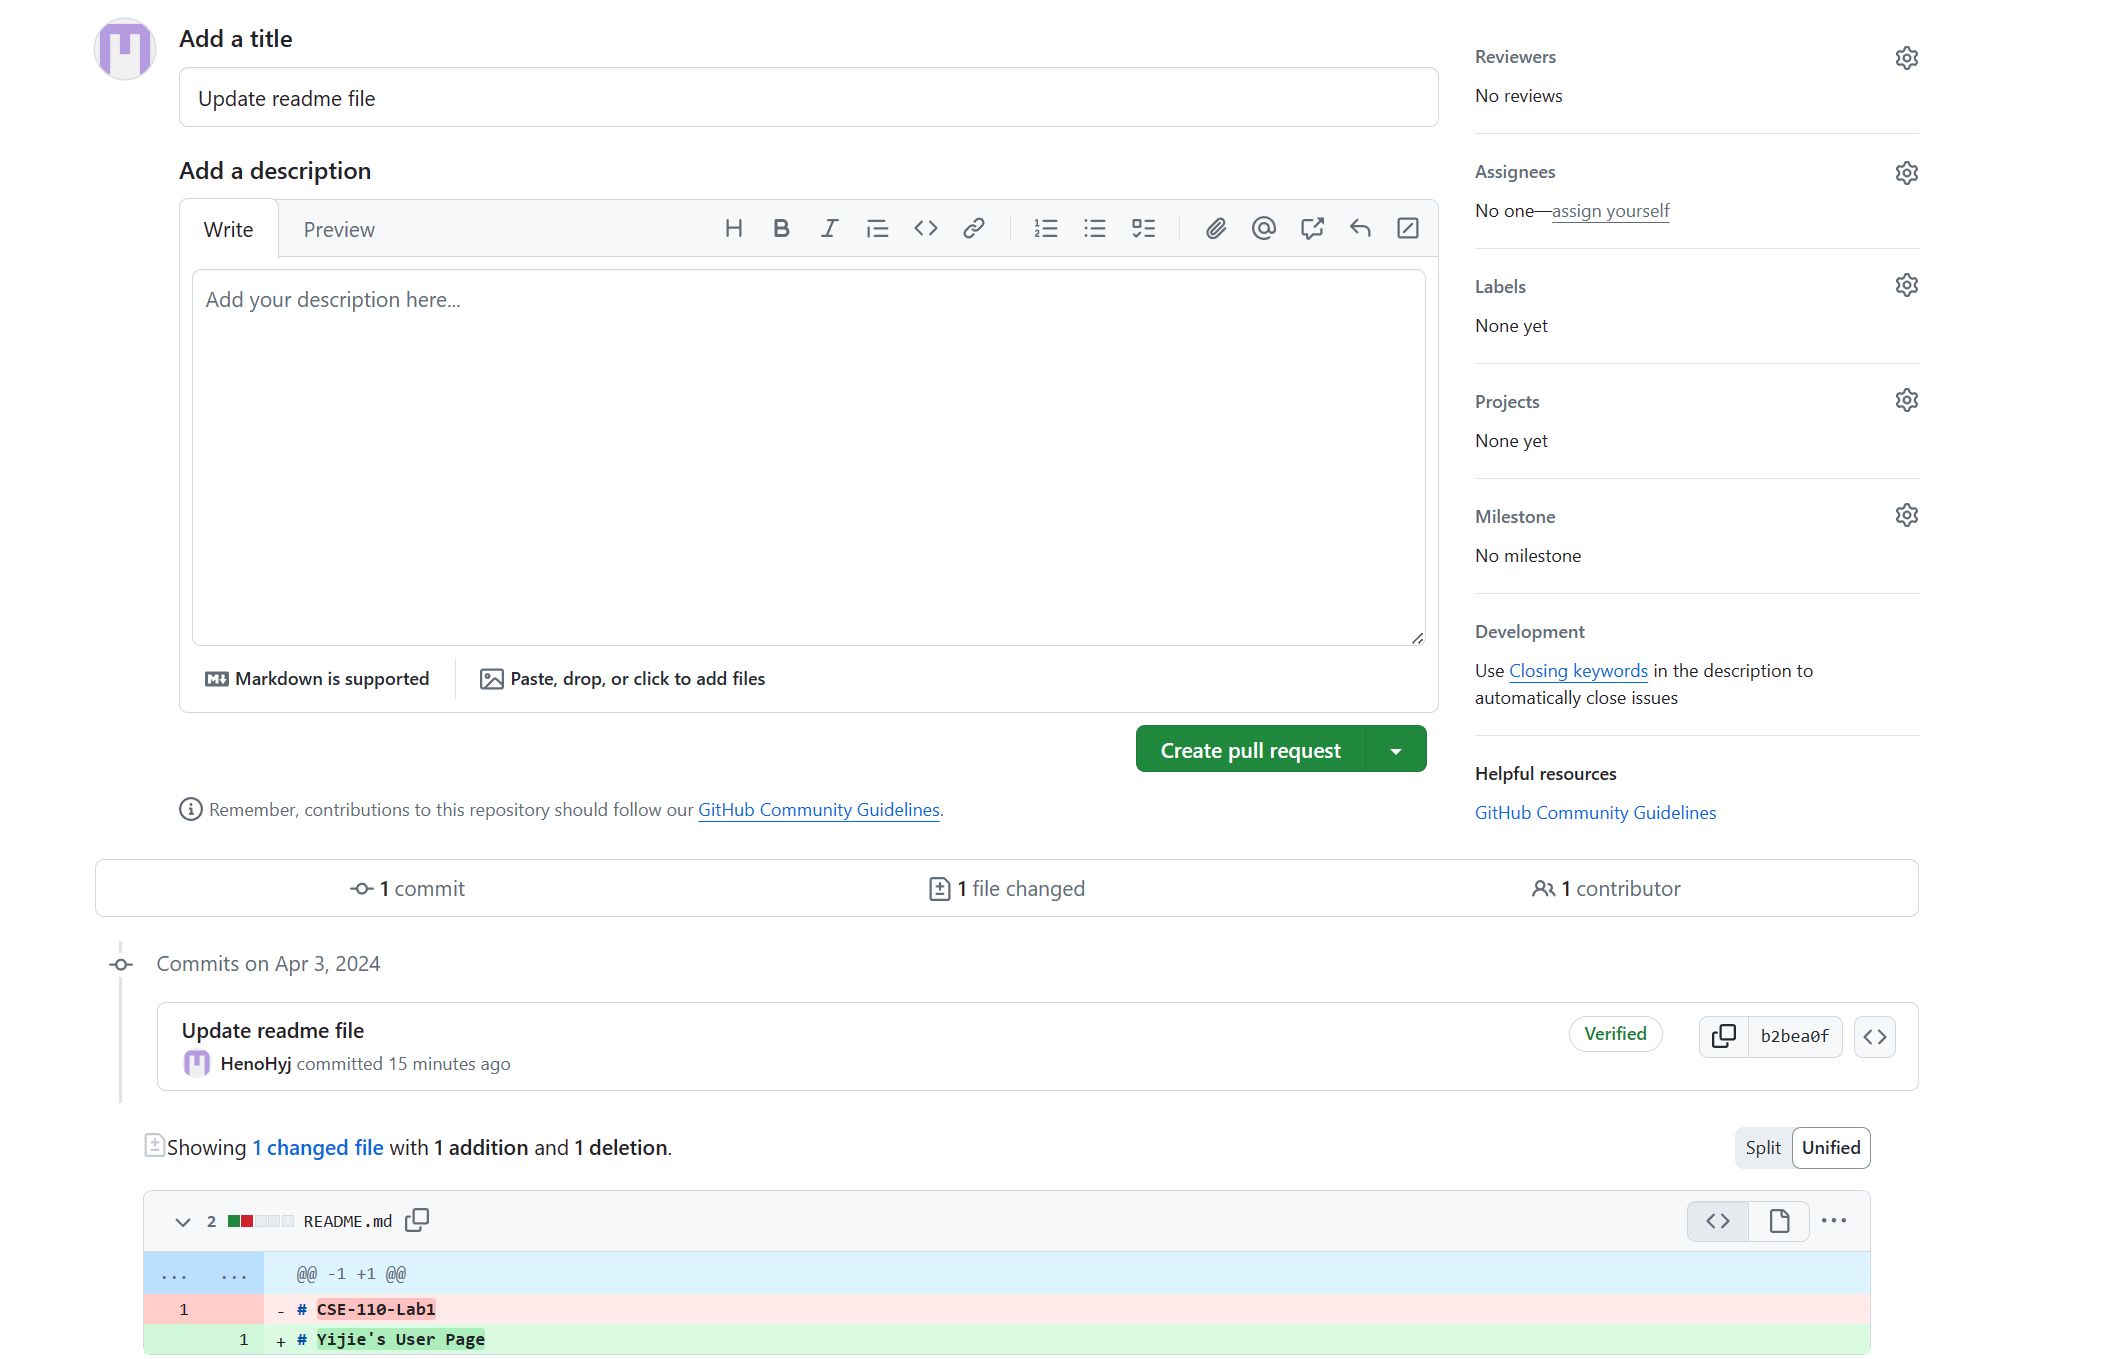 Add a title
Update readme file
Add a description
Write
Preview
Add your description here...
Markdown is supported
Paste, drop, or click to add files
Create pull request
Remember, contributions to this repository should follow our GitHub Community Guidelines.
Reviewers
No reviews
Assignees
No one—assign yourself
Labels
None yet
Projects
None yet
Milestone
No milestone
Development
Use Closing keywords in the description to
automatically close issues
Helpful resources
GitHub Community Guidelines
1 commit
1 file changed
1 contributor
Commits on Apr 3, 2024
Update readme file
HenoHyj committed 15 minutes ago
Verified
b2bea0f
Showing 1 changed file with 1 addition and 1 deletion.
Split
Unified
2 README.md
... ... @@ -1 +1 @@
1 - # CSE-110-Lab1
1 + # Yijie's User Page